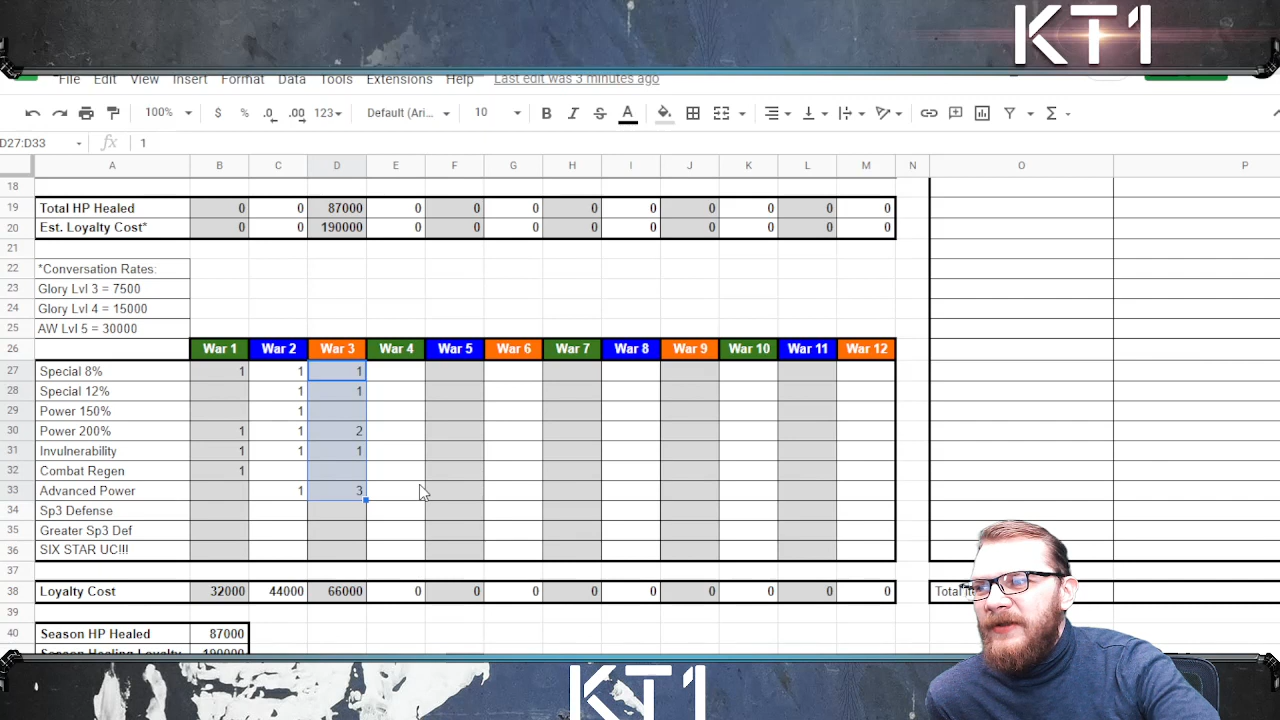 KT1
File Edit View Insert Format Data Tools Extensions Help Last edit was 3 minutes ago
100% $ % .0 .00 123 Default (Ari... 10 B I S A
D27:D33 fx 1
A B C D E F G H I J K L M N O P
18
19 Total HP Healed 0 0 87000 0 0 0 0 0 0 0 0 0
20 Est. Loyalty Cost* 0 0 190000 0 0 0 0 0 0 0 0 0
21
22 *Conversation Rates:
23 Glory Lvl 3 = 7500
24 Glory Lvl 4 = 15000
25 AW Lvl 5 = 30000
26 War 1 War 2 War 3 War 4 War 5 War 6 War 7 War 8 War 9 War 10 War 11 War 12
27 Special 8% 1 1 1
28 Special 12% 1 1
29 Power 150% 1
30 Power 200% 1 1 2
31 Invulnerability 1 1 1
32 Combat Regen 1
33 Advanced Power 1 3
34 Sp3 Defense
35 Greater Sp3 Def
36 SIX STAR UC!!!
37
38 Loyalty Cost 32000 44000 66000 0 0 0 0 0 0 0 0 0 Total
39
40 Season HP Healed 87000
Season Healing Loyalty 190000
KT1